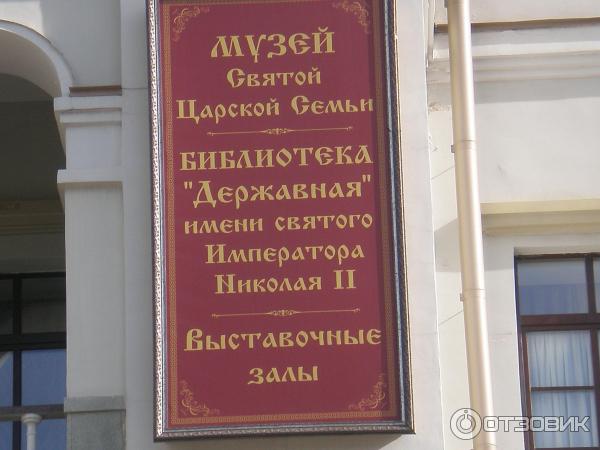 МУЗЕЙ
Святой
Царской Семьи
БИБЛИОТЕКА
"Державная"
имени святого
Императора
Николая II
Выставочные
залы
ОТЗОВИК